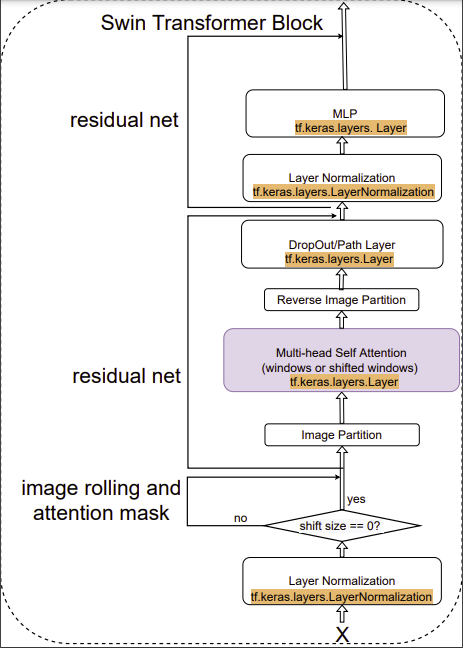 Swin Transformer Block
residual net
MLP
tf.keras.layers. Layer
Layer Normalization
tf.keras.layers.LayerNormalization
DropOut/Path Layer
tf.keras.layers.Layer
Reverse Image Partition
residual net
Multi-head Self Attention
(windows or shifted windows)
tf.keras.layers.Layer
Image Partition
image rolling and
attention mask
yes
no
shift size == 0?
Layer Normalization
tf.keras.layers.LayerNormalization
X